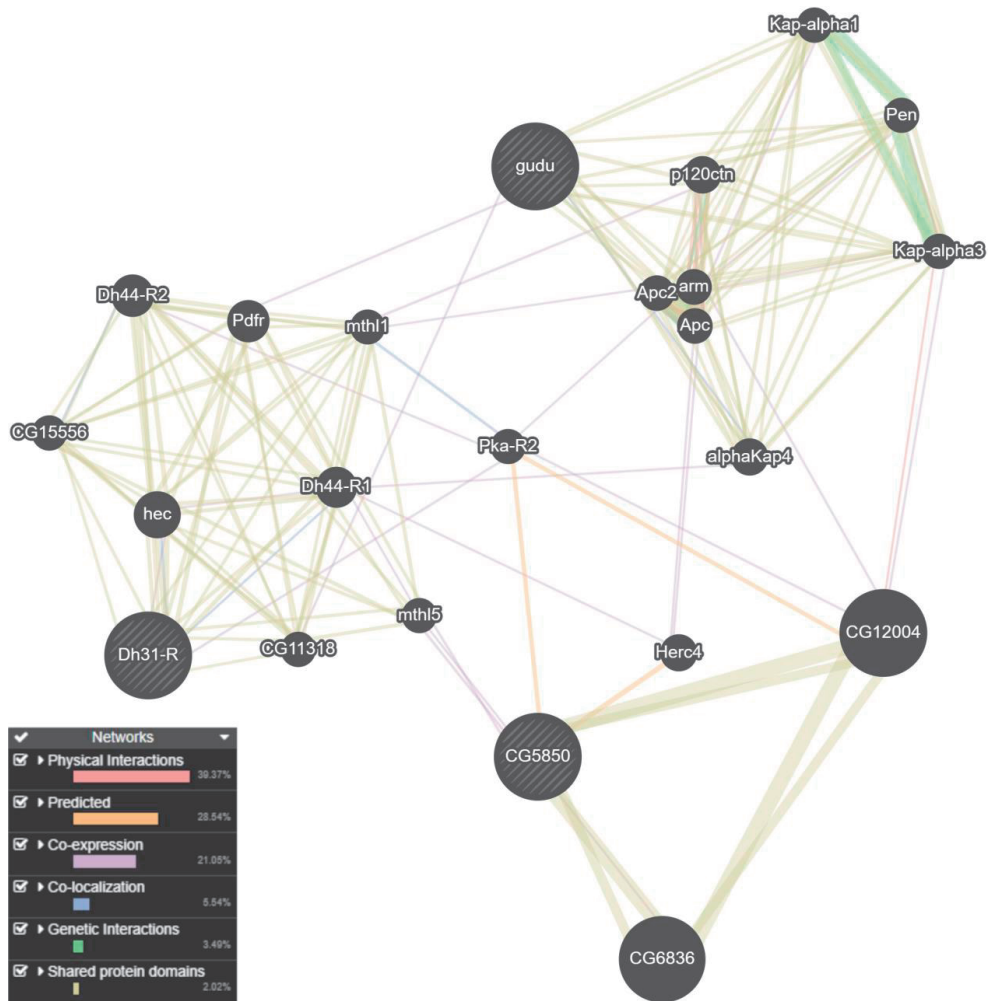 Kap-alpha1
Pen
gudu
p120ctn
Kap-alpha3
Dh44-R2
Apc2
arm
Pdfr
mthl1
Apc
CG15556
Pka-R2
alphaKap4
Dh44-R1
hec
mthl5
CG12004
Dh31-R
CG11318
Herc4
CG5850
CG6836
Networks
Physical Interactions
39.37%
Predicted
28.54%
Co-expression
21.05%
Co-localization
5.54%
Genetic Interactions
3.49%
Shared protein domains
2.02%